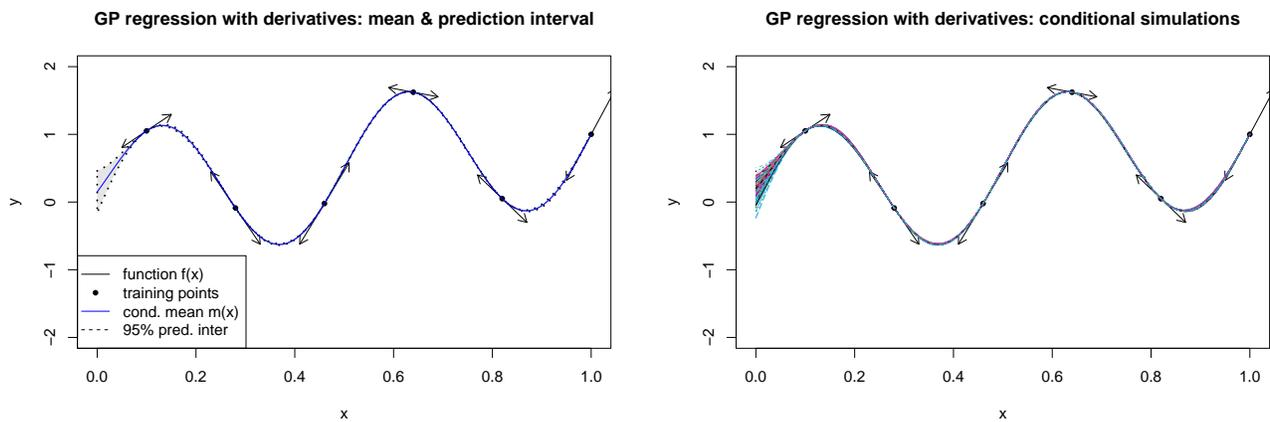 GP regression with derivatives: mean & prediction interval
2
1
0
−1
−2
y
function f(x)
training points
cond. mean m(x)
95% pred. inter
0.0 0.2 0.4 0.6 0.8 1.0
x
GP regression with derivatives: conditional simulations
2
1
0
−1
−2
y
0.0 0.2 0.4 0.6 0.8 1.0
x